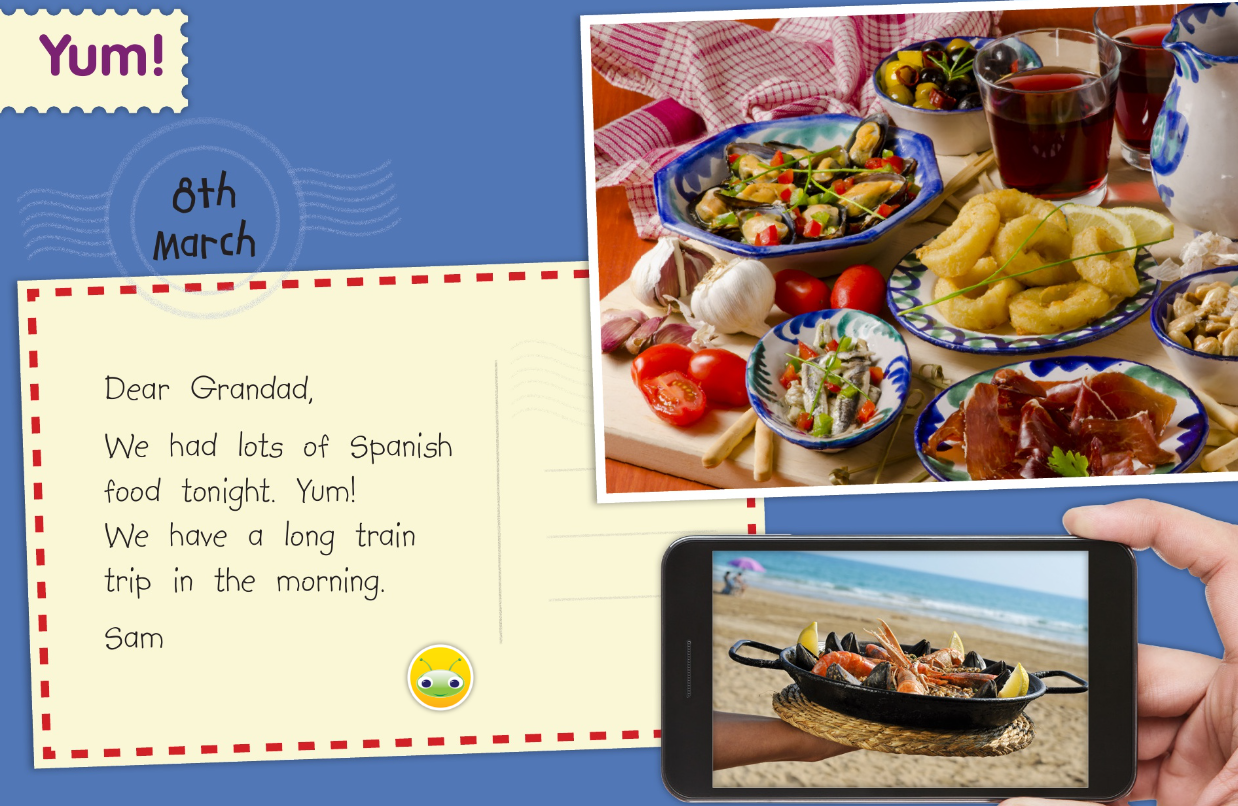 Yum!
8th
March
Dear Grandad,
We had lots of Spanish
food tonight. Yum!
We have a long train
trip in the morning.
Sam